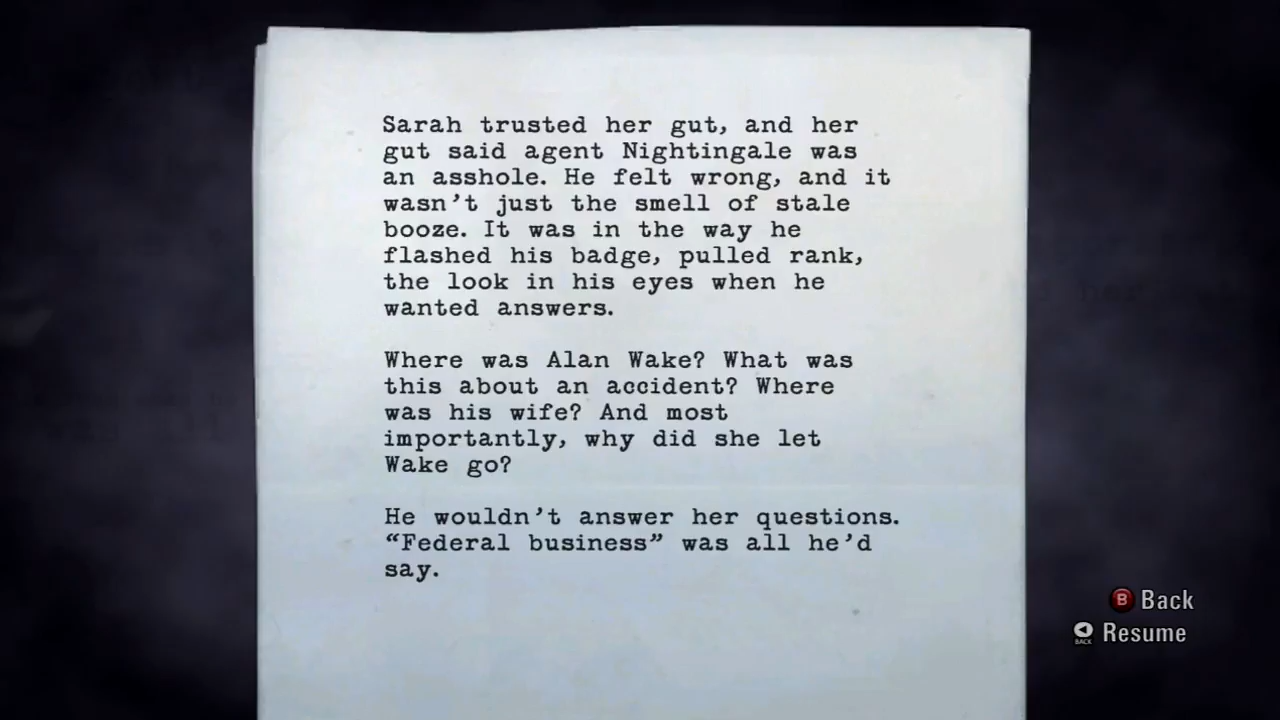 Sarah trusted her gut, and her
gut said agent Nightingale was
an asshole. He felt wrong, and it
wasn't just the smell of stale
booze. It was in the way he
flashed his badge, pulled rank,
the look in his eyes when he
wanted answers.
Where was Alan Wake? What was
this about an accident? Where
was his wife? And most
importantly, why did she let
Wake go?
He wouldn't answer her questions.
“Federal business” was all he'd
say.
B Back
BACK Resume